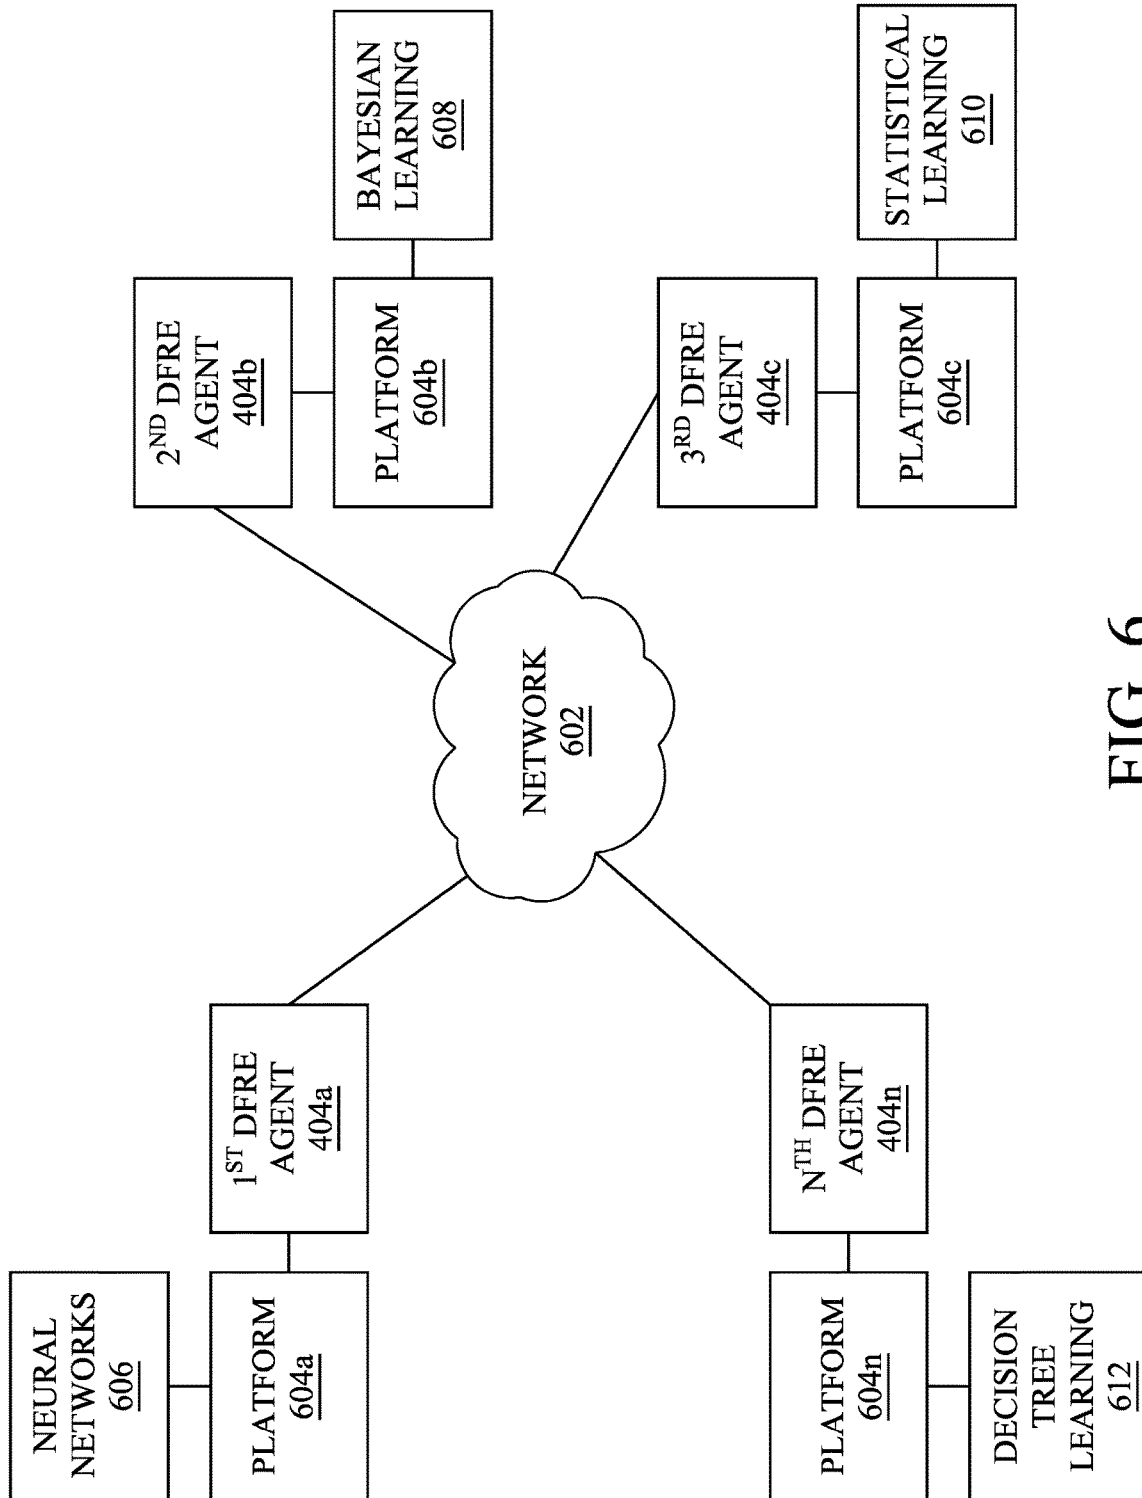 NEURAL
NETWORKS
606
PLATFORM
604a
1ST DFRE
AGENT
404a
2ND DFRE
AGENT
404b
PLATFORM
604b
BAYESIAN
LEARNING
608
NETWORK
602
PLATFORM
604n
NTH DFRE
AGENT
404n
DECISION
TREE
LEARNING
612
3RD DFRE
AGENT
404c
PLATFORM
604c
STATISTICAL
LEARNING
610
FIG. 6